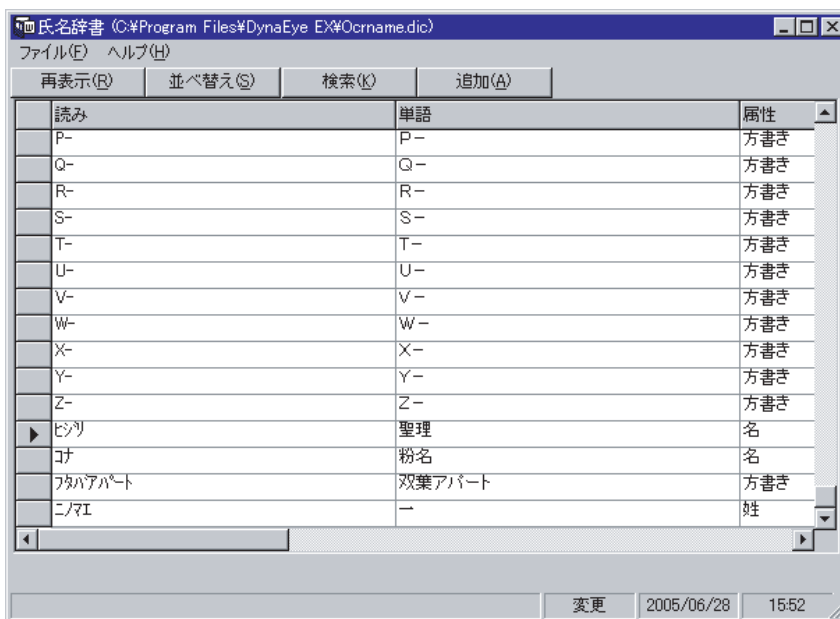 氏名辞書 (C:¥Program Files¥DynaEye EX¥Ocrname.dic)
ファイル(F) ヘルプ(H)
再表示(R) 並べ替え(S) 検索(K) 追加(A)
読み 単語 属性
P- P－ 方書き
Q- Q－ 方書き
R- R－ 方書き
S- S－ 方書き
T- T－ 方書き
U- U－ 方書き
V- V－ 方書き
W- W－ 方書き
X- X－ 方書き
Y- Y－ 方書き
Z- Z－ 方書き
ﾋｼﾞﾘ 聖理 名
ｺﾅ 粉名 名
ﾌﾀﾊﾞｱﾊﾟｰﾄ 双葉アパート 方書き
ﾆﾉﾏｴ 一 姓
変更 2005/06/28 15:52